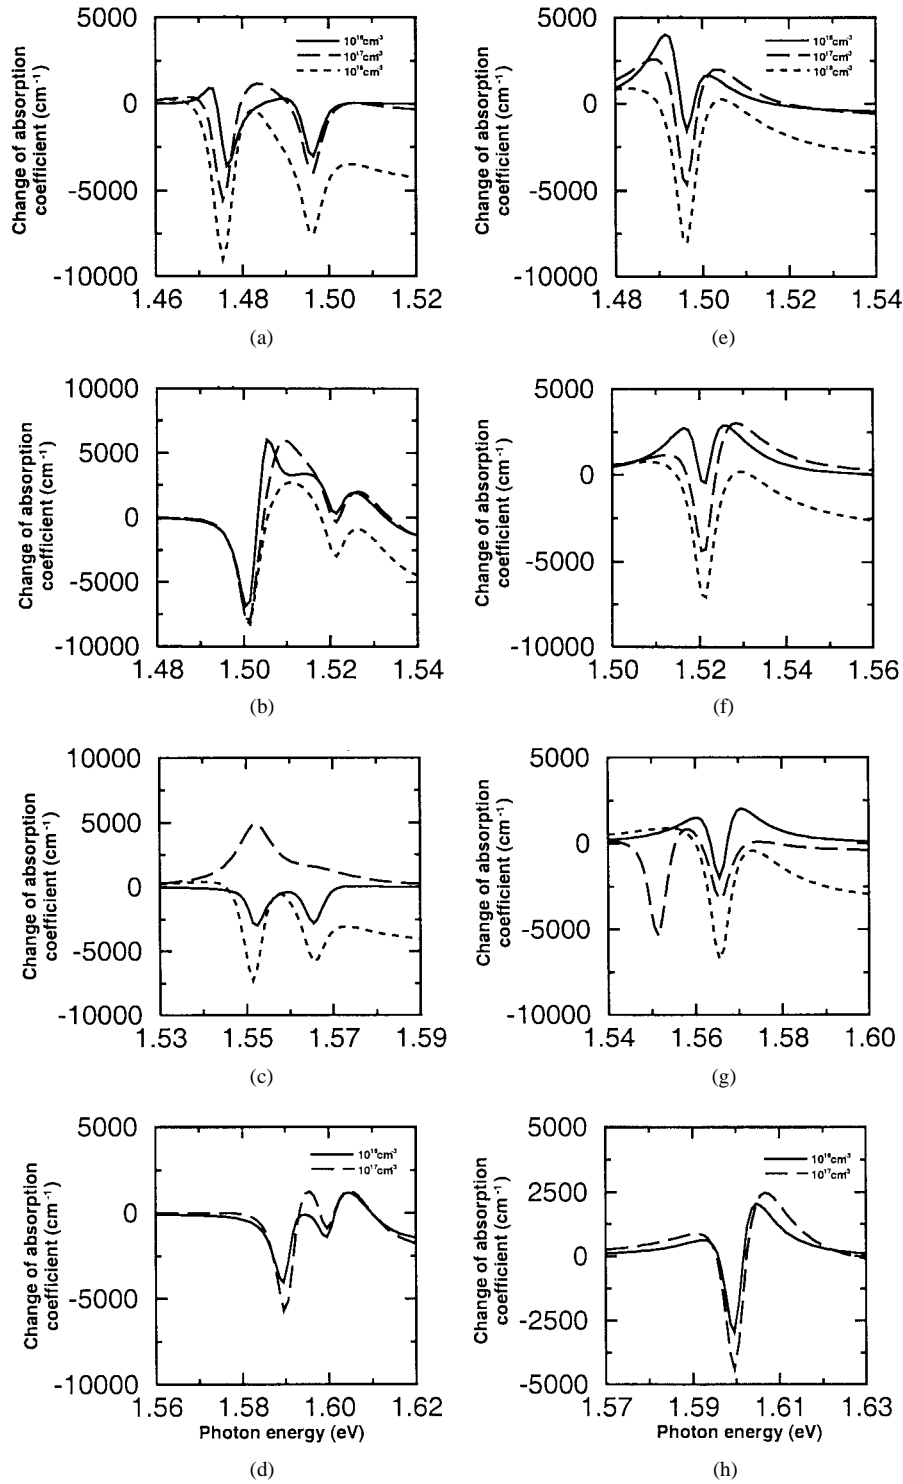 5000
0
-5000
-10000
Change of absorption
coefficient (cm⁻¹)
10¹⁶cm³
10¹⁷cm³
10¹⁸cm³
1.46 1.48 1.50 1.52
(a)
5000
0
-5000
-10000
Change of absorption
coefficient (cm⁻¹)
10¹⁶cm³
10¹⁷cm³
10¹⁸cm³
1.48 1.50 1.52 1.54
(e)
10000
5000
0
-5000
-10000
Change of absorption
coefficient (cm⁻¹)
1.48 1.50 1.52 1.54
(b)
5000
0
-5000
-10000
Change of absorption
coefficient (cm⁻¹)
1.50 1.52 1.54 1.56
(f)
10000
5000
0
-5000
-10000
Change of absorption
coefficient (cm⁻¹)
1.53 1.55 1.57 1.59
(c)
5000
0
-5000
-10000
Change of absorption
coefficient (cm⁻¹)
1.54 1.56 1.58 1.60
(g)
5000
0
-5000
-10000
Change of absorption
coefficient (cm⁻¹)
10¹⁶cm³
10¹⁷cm³
1.56 1.58 1.60 1.62
Photon energy (eV)
(d)
5000
2500
0
-2500
-5000
Change of absorption
coefficient (cm⁻¹)
10¹⁶cm³
10¹⁷cm³
1.57 1.59 1.61 1.63
Photon energy (eV)
(h)